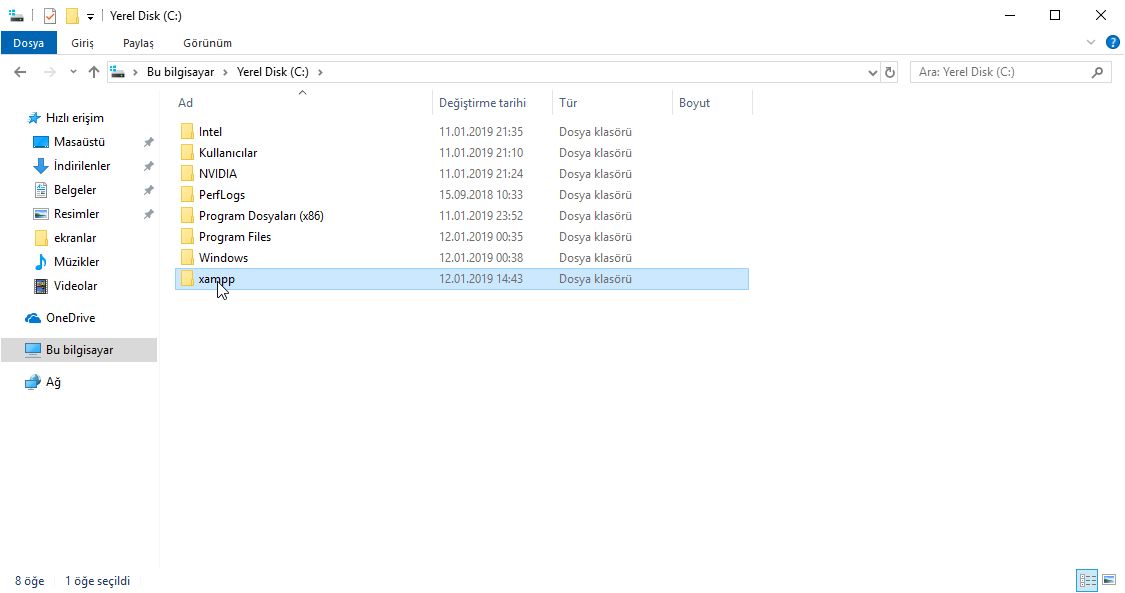 Yerel Disk (C:)
Dosya Giriş Paylaş Görünüm
Bu bilgisayar Yerel Disk (C:) Ara: Yerel Disk (C:)
Ad Değiştirme tarihi Tür Boyut
Hızlı erişim
Masaüstü
İndirilenler
Belgeler
Resimler
ekranlar
Müzikler
Videolar
OneDrive
Bu bilgisayar
Ağ
Intel 11.01.2019 21:35 Dosya klasörü
Kullanıcılar 11.01.2019 21:10 Dosya klasörü
NVIDIA 11.01.2019 21:24 Dosya klasörü
PerfLogs 15.09.2018 10:33 Dosya klasörü
Program Dosyaları (x86) 11.01.2019 23:52 Dosya klasörü
Program Files 12.01.2019 00:35 Dosya klasörü
Windows 12.01.2019 00:38 Dosya klasörü
xampp 12.01.2019 14:43 Dosya klasörü
8 öğe 1 öğe seçildi